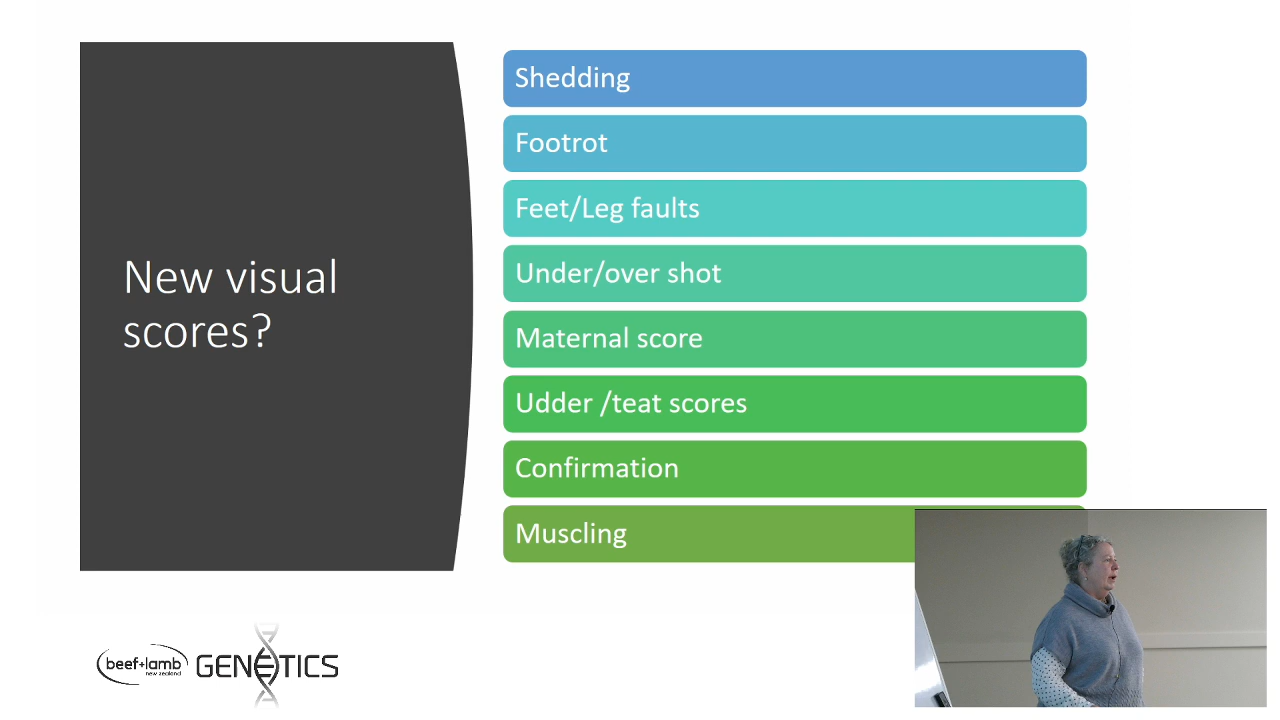 New visual
scores?
Shedding
Footrot
Feet/Leg faults
Under/over shot
Maternal score
Udder /teat scores
Confirmation
Muscling
beef+lamb
new zealand
GENETICS